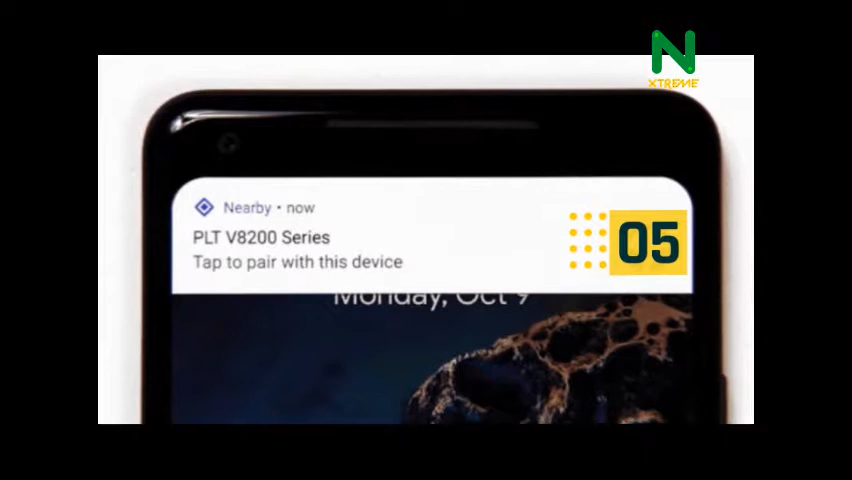 N
XTREME
Nearby • now
PLT V8200 Series
Tap to pair with this device
05
Monday, Oct 9